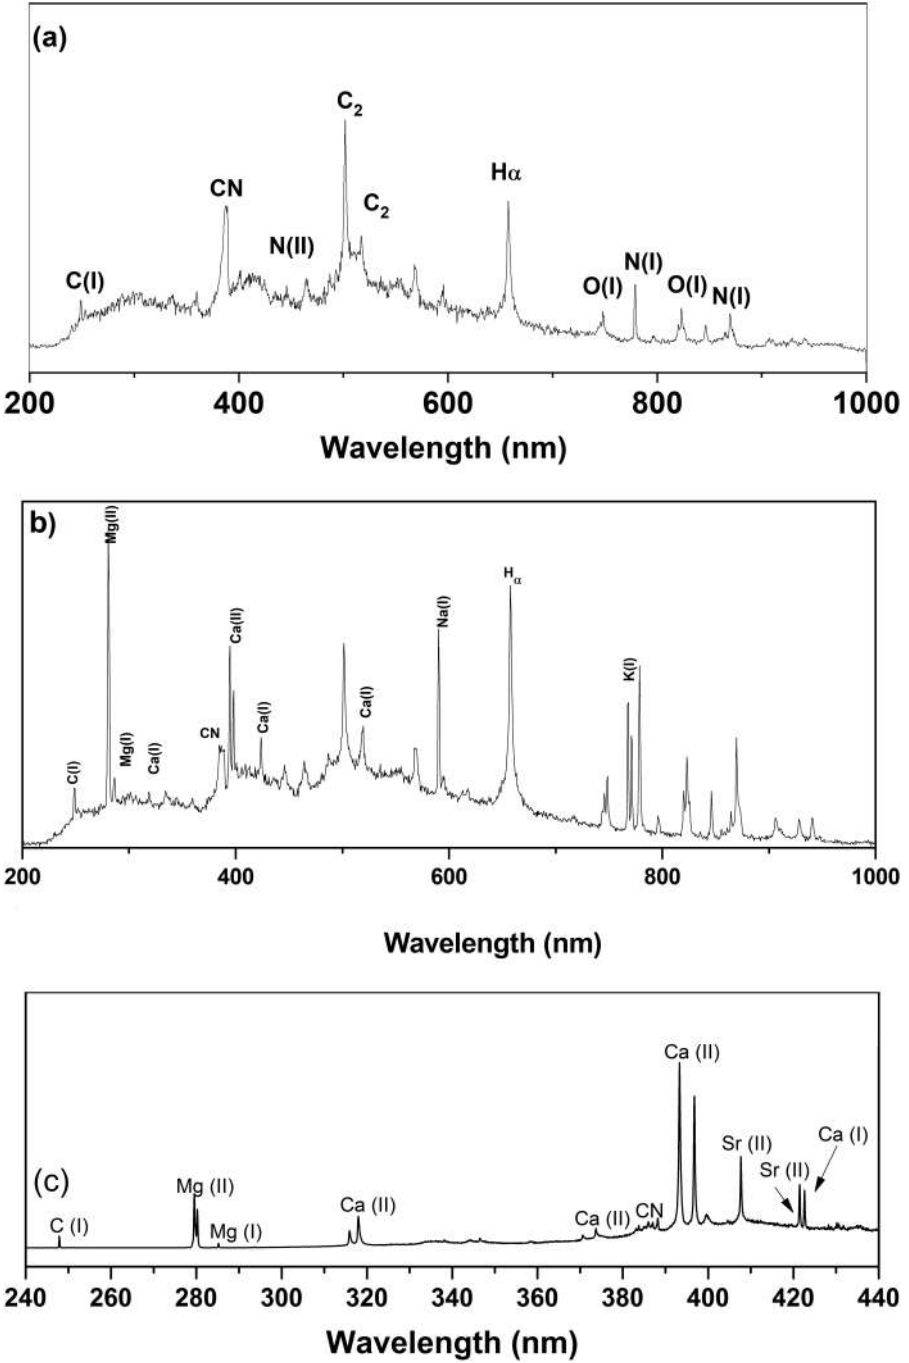 (a)
C2
Hα
CN
C2
N(II)
N(I)
C(I)
O(I)
O(I)
N(I)
200 400 600 800 1000
Wavelength (nm)
b)
Mg(II)
Hα
Ca(II)
Na(I)
K(I)
CN
Ca(I)
Ca(I)
C(I)
Mg(I)
Ca(I)
200 400 600 800 1000
Wavelength (nm)
Ca (II)
Ca (I)
Sr (II)
Sr (II)
(c)
Mg (II)
Ca (II)
CN
Ca (II)
C (I)
Mg (I)
240 260 280 300 320 340 360 380 400 420 440
Wavelength (nm)